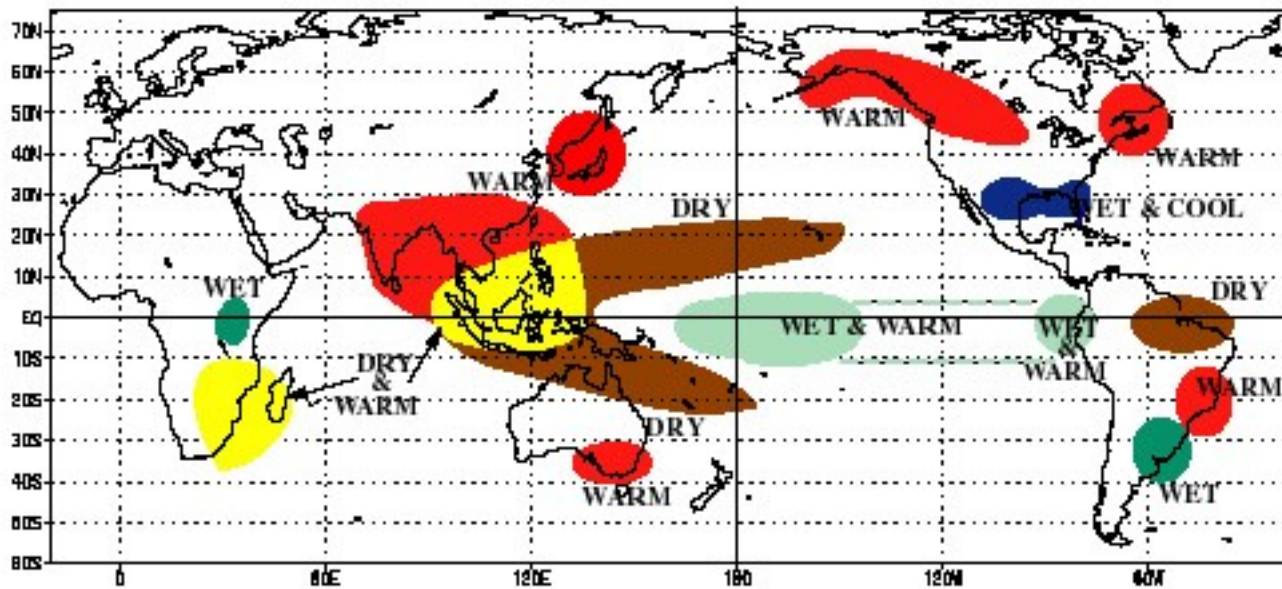 70N
60N
50N
WARM
40N
WARM
WARM
30N
DRY
WET & COOL
20N
10N
WET
DRY
EQ
WET & WARM
WET
&
WARM
10S
DRY
&
WARM
WARM
20S
DRY
30S
40S
WARM
WET
50S
60S
0
60E
120E
180
120W
60W